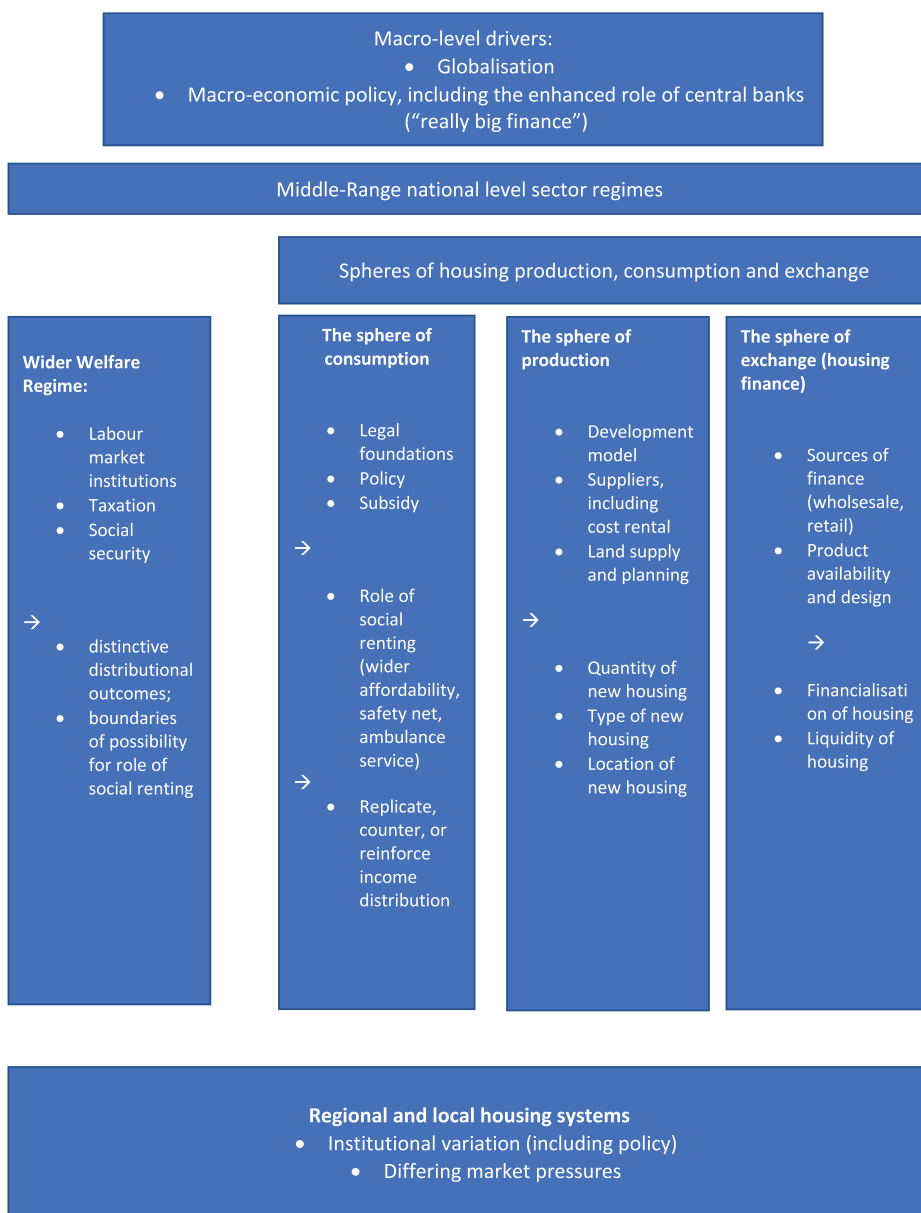 Macro-level drivers:
• Globalisation
• Macro-economic policy, including the enhanced role of central banks
("really big finance")
Middle-Range national level sector regimes
Spheres of housing production, consumption and exchange
Wider Welfare
Regime:
• Labour
market
institutions
• Taxation
• Social
security
→
• distinctive
distributional
outcomes;
• boundaries
of possibility
for role of
social renting
The sphere of
consumption
• Legal
foundations
• Policy
• Subsidy
→
• Role of
social
renting
(wider
affordability,
safety net,
ambulance
service)
→
• Replicate,
counter, or
reinforce
income
distribution
The sphere of
production
• Development
model
• Suppliers,
including
cost rental
• Land supply
and planning
→
• Quantity of
new housing
• Type of new
housing
• Location of
new housing
The sphere of
exchange (housing
finance)
• Sources of
finance
(wholsesale,
retail)
• Product
availability
and design
→
• Financialisati
on of housing
• Liquidity of
housing
Regional and local housing systems
• Institutional variation (including policy)
• Differing market pressures